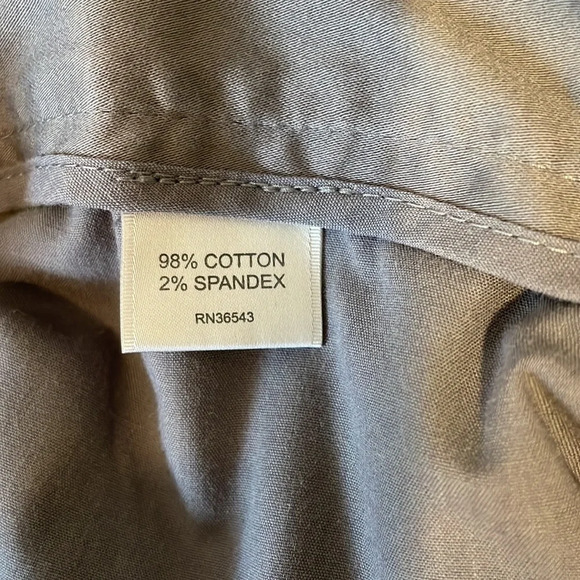 98% COTTON
2% SPANDEX
RN36543